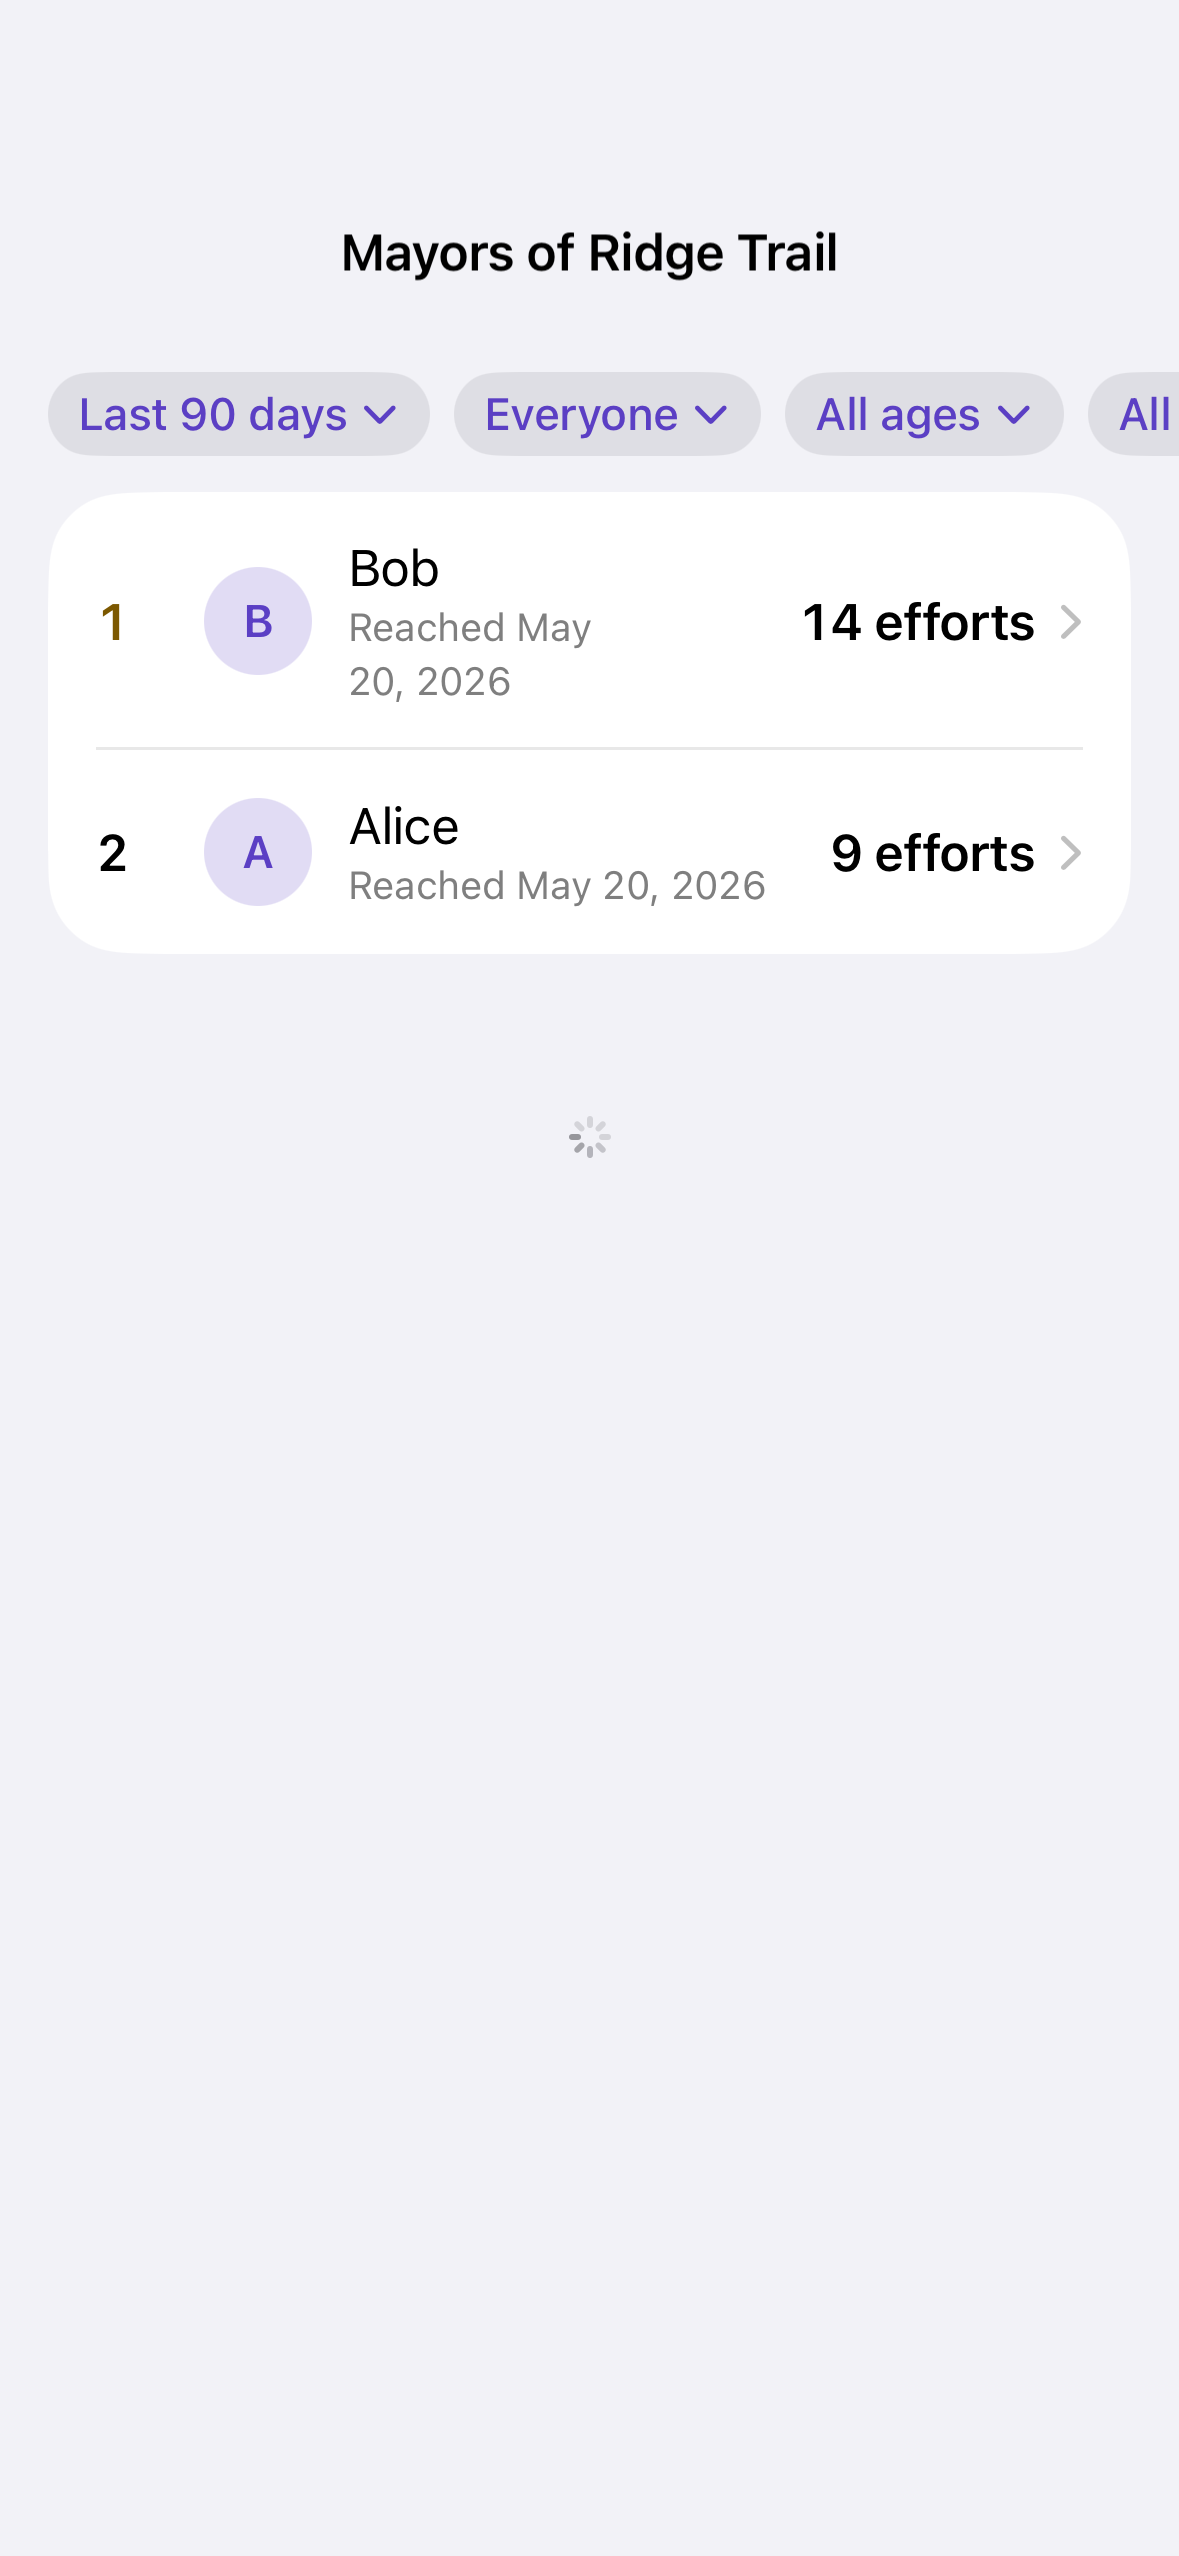 Mayors of Ridge Trail
Last 90 days Everyone All ages All
1 B Bob 14 efforts
Reached May
20, 2026
2 A Alice 9 efforts
Reached May 20, 2026